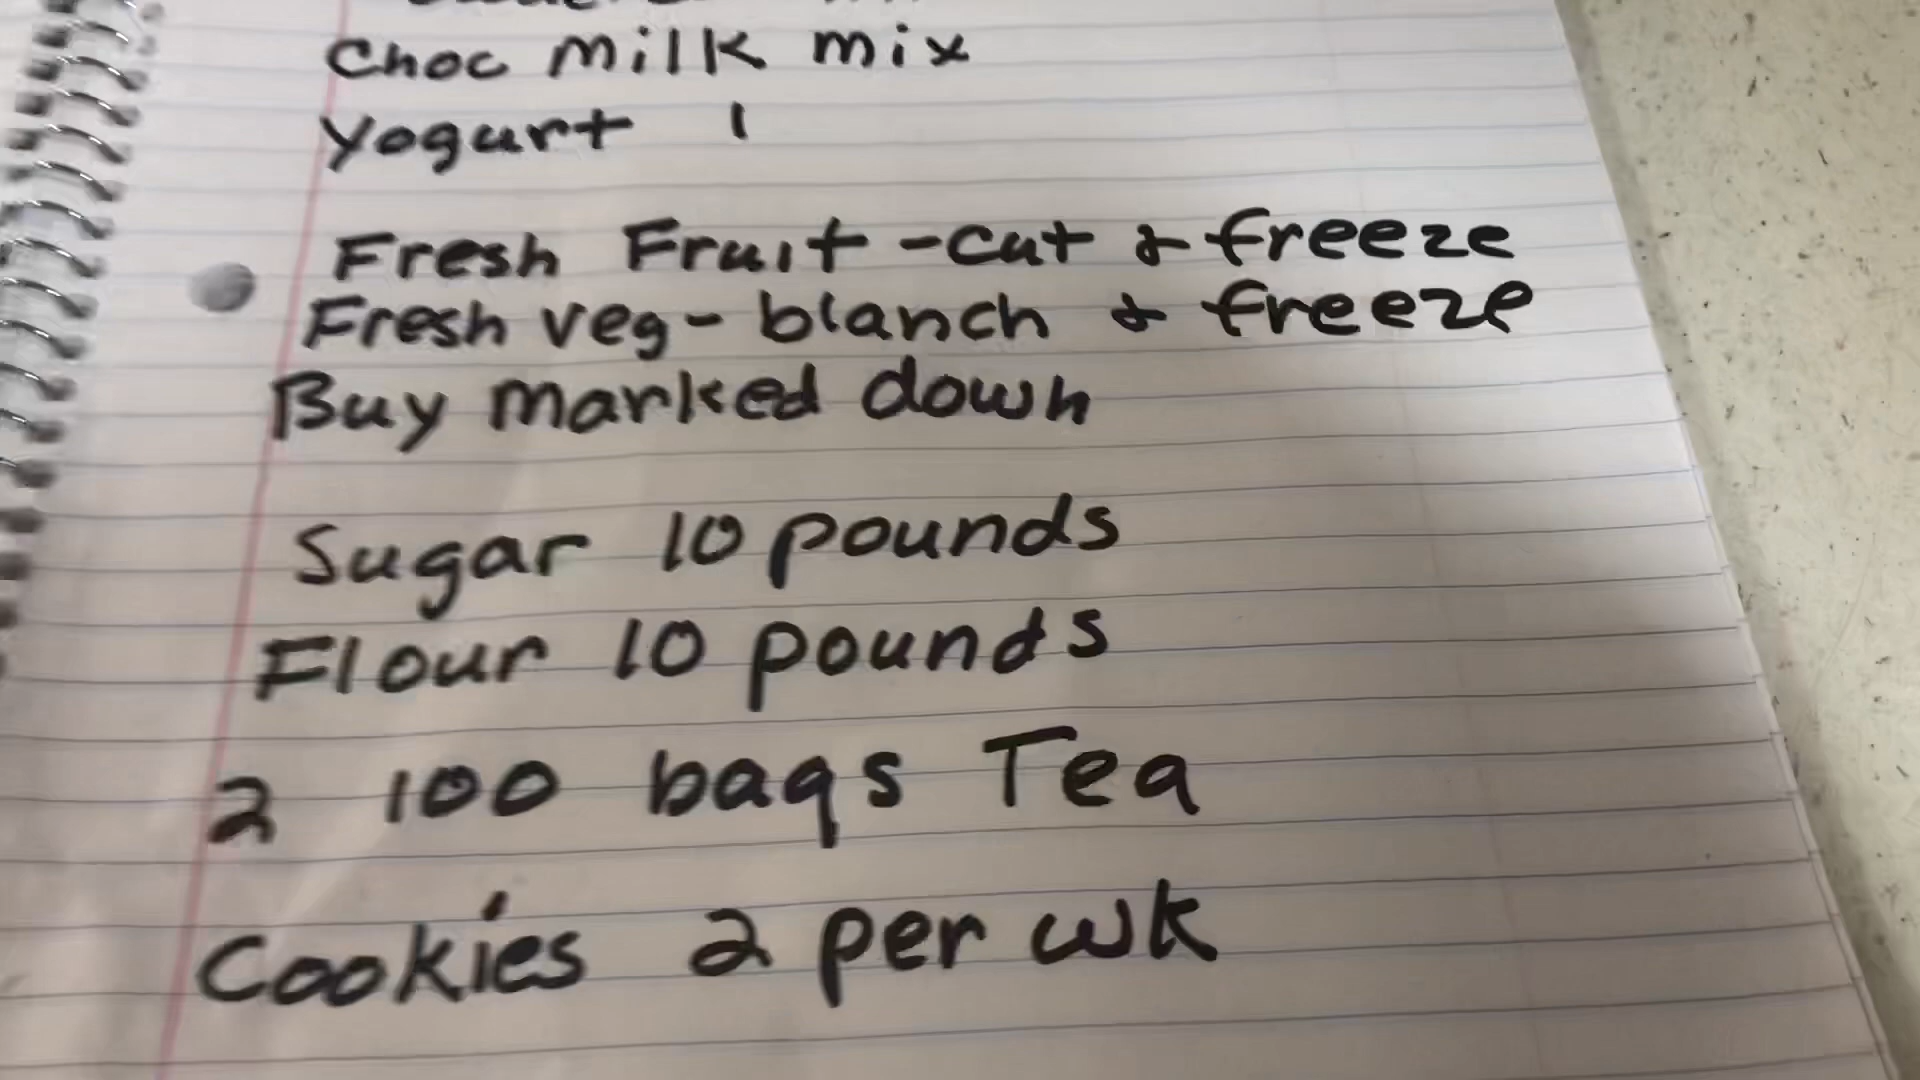 Choc milk mix
Yogurt 1
Fresh Fruit - cut & freeze
Fresh veg - blanch & freeze
Buy marked down
Sugar 10 pounds
Flour 10 pounds
2 100 bags Tea
Cookies 2 per wk